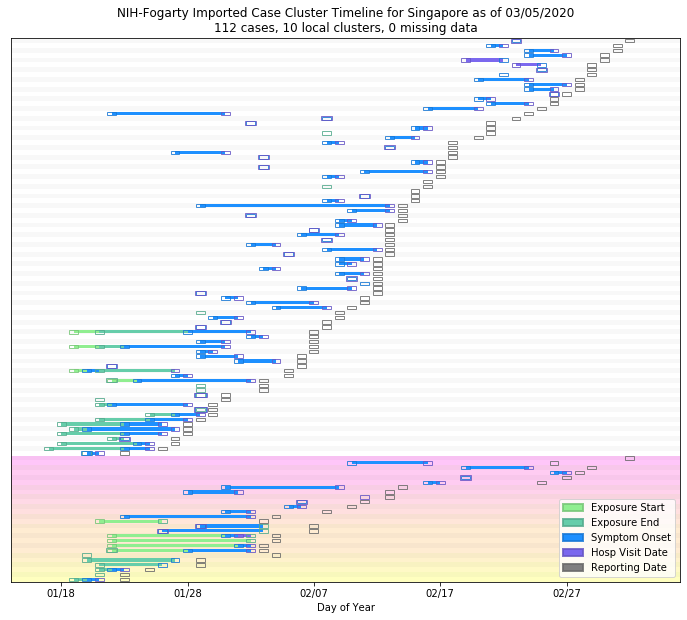 NIH-Fogarty Imported Case Cluster Timeline for Singapore as of 03/05/2020
112 cases, 10 local clusters, 0 missing data
Exposure Start
Exposure End
Symptom Onset
Hosp Visit Date
Reporting Date
01/18 01/28 02/07 02/17 02/27
Day of Year